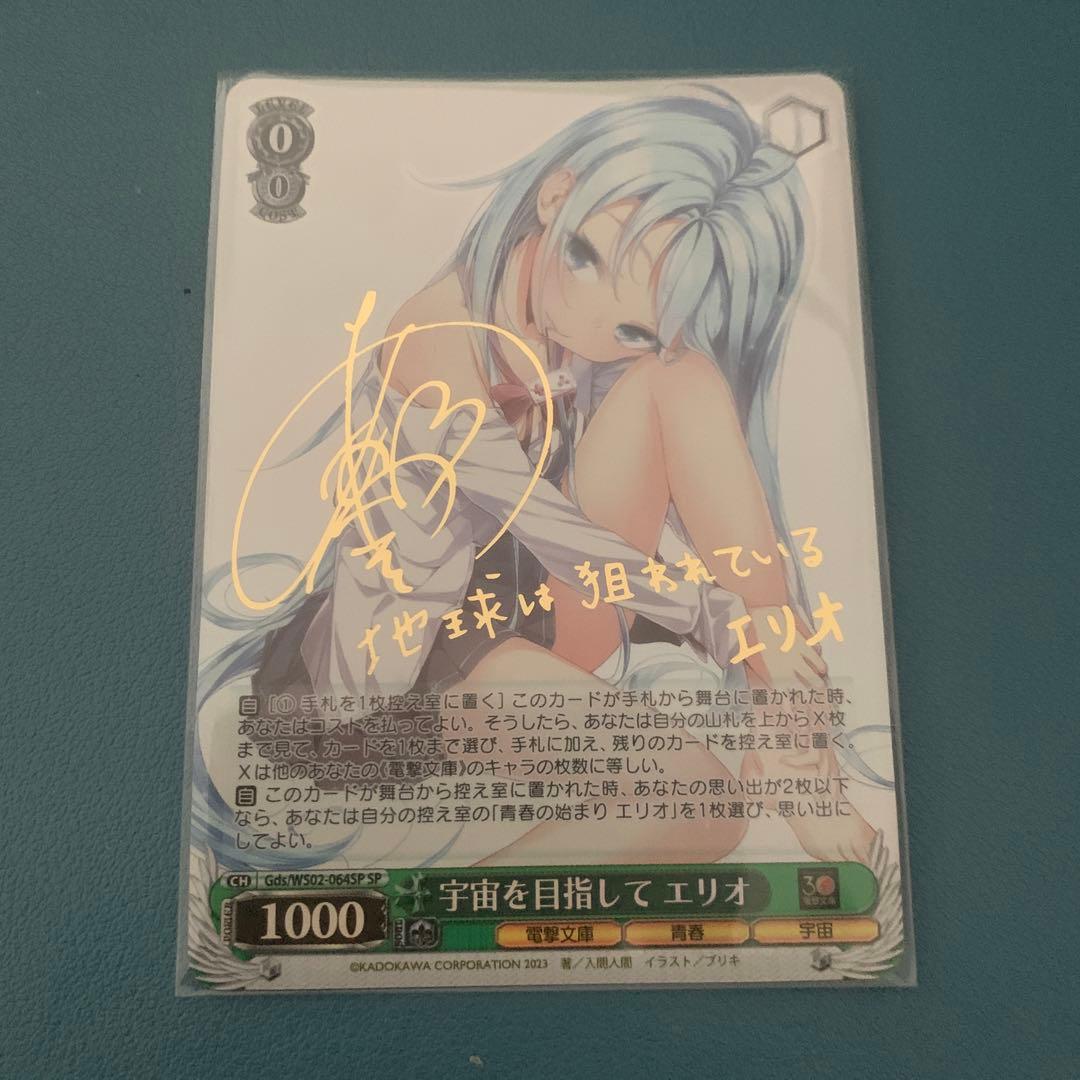 LEVEL
0
0
COST
地球は狙われている
エリオ
自 [① 手札を1枚控え室に置く] このカードが手札から舞台に置かれた時、
あなたはコストを払ってよい。そうしたら、あなたは自分の山札を上からX枚
まで見て、カードを1枚まで選び、手札に加え、残りのカードを控え室に置く。
Xは他のあなたの《電撃文庫》のキャラの枚数に等しい。
自 このカードが舞台から控え室に置かれた時、あなたの思い出が2枚以下
なら、あなたは自分の控え室の「青春の始まり エリオ」を1枚選び、思い出に
してよい。
CH Gds/WS02-064SP SP
宇宙を目指して エリオ
30
電撃文庫
POWER 1000
電撃文庫 青春 宇宙
©KADOKAWA CORPORATION 2023 著/入間人間 イラスト/ブリキ